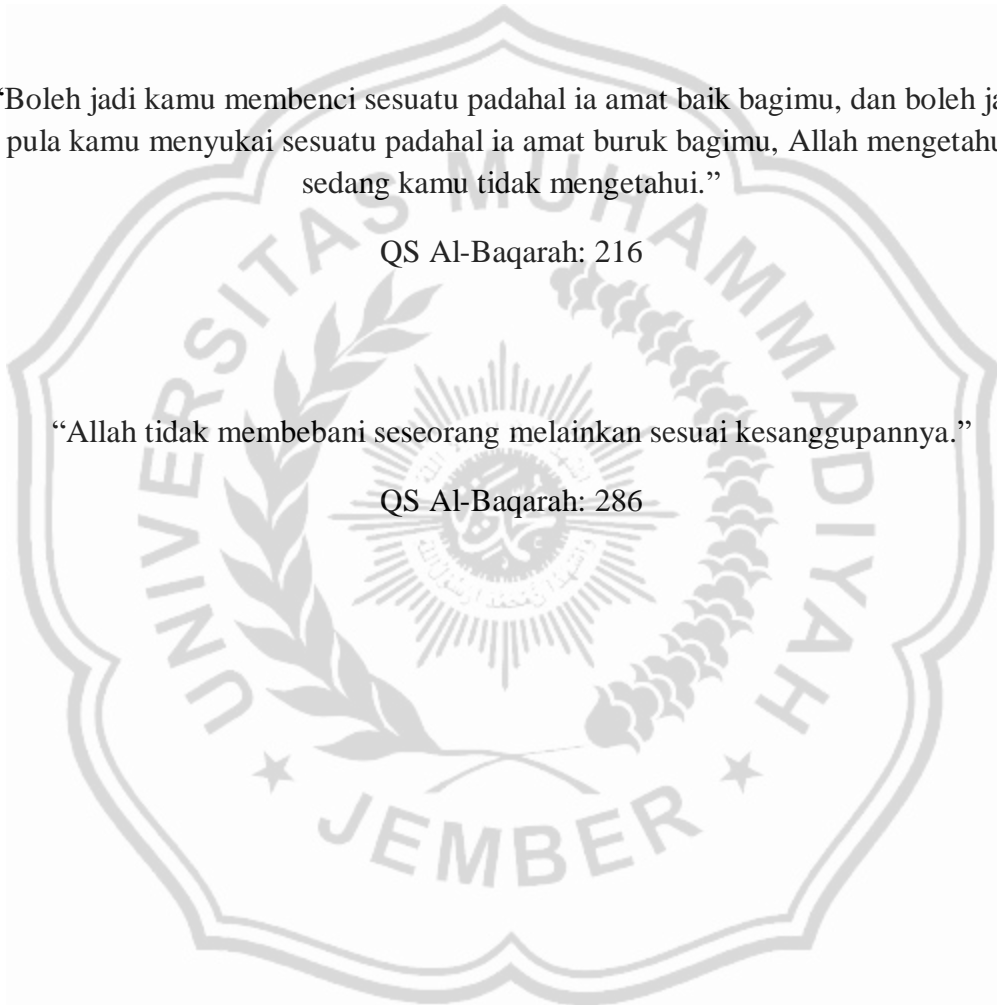 “Boleh jadi kamu membenci sesuatu padahal ia amat baik bagimu, dan boleh ja
pula kamu menyukai sesuatu padahal ia amat buruk bagimu, Allah mengetahu
sedang kamu tidak mengetahui.”
QS Al-Baqarah: 216
“Allah tidak membebani seseorang melainkan sesuai kesanggupannya.”
QS Al-Baqarah: 286
UNIVERSITAS MUHAMMADIYAH
JEMBER